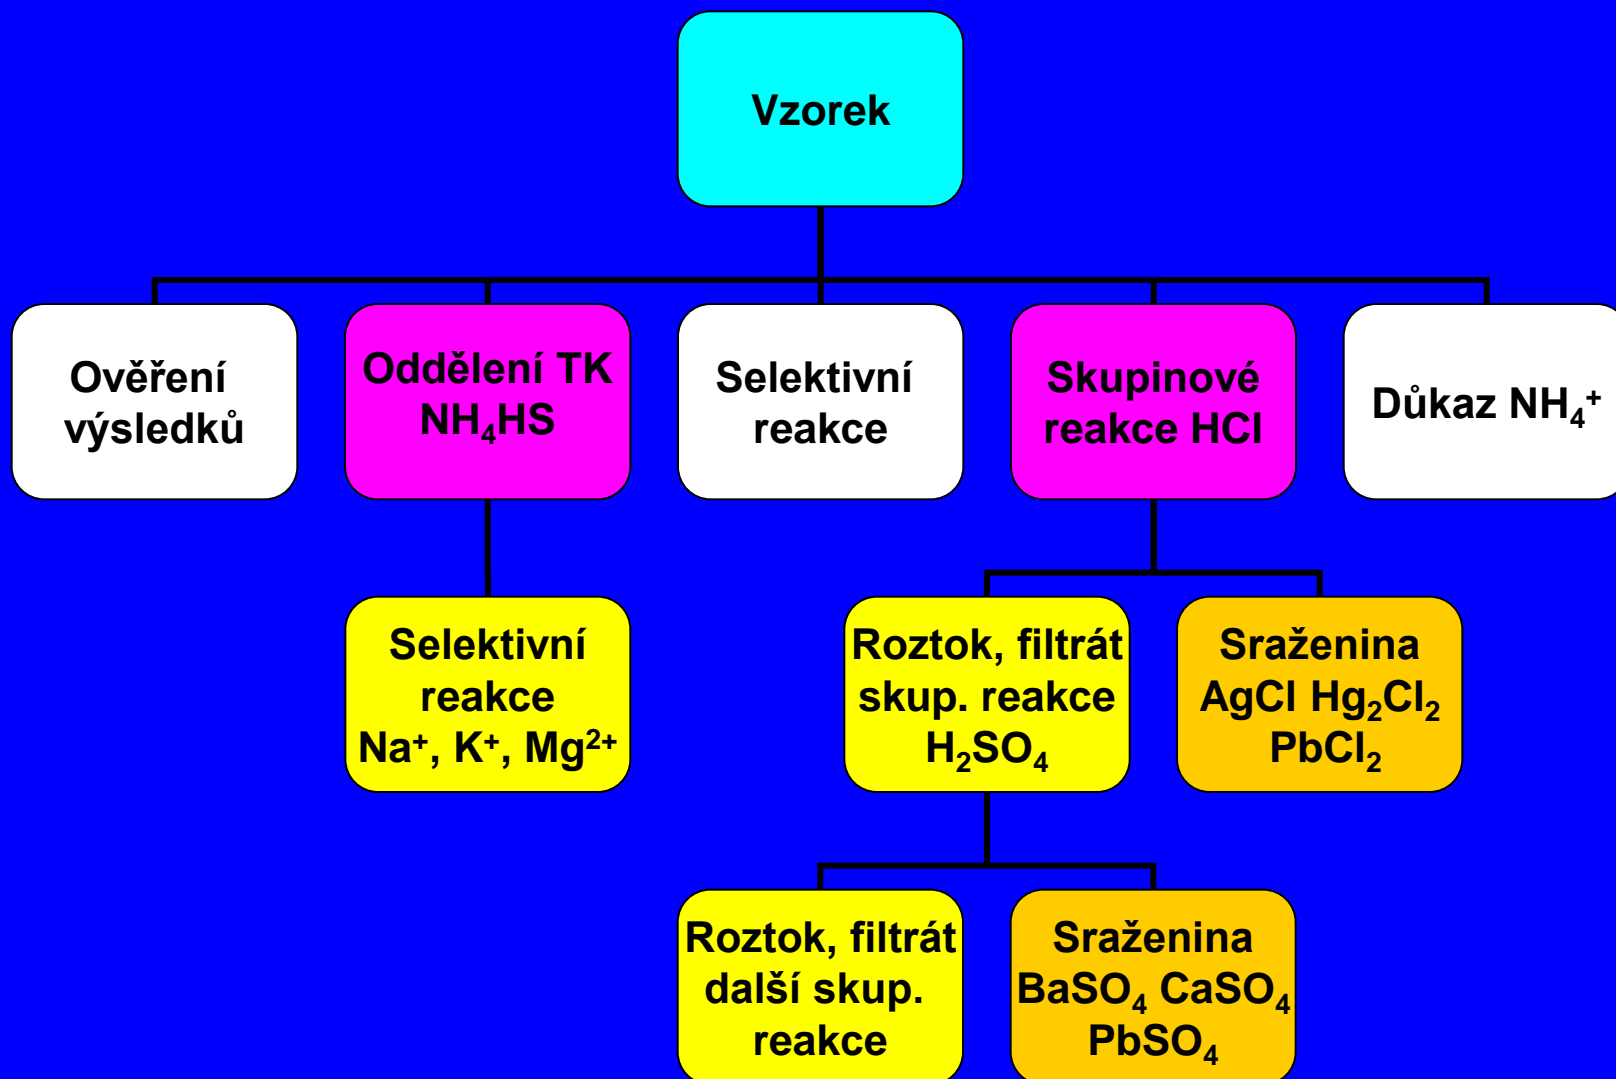 Vzorek
Ověření
výsledků
Oddělení TK
NH₄HS
Selektivní
reakce
Skupinové
reakce HCl
Důkaz NH₄⁺
Selektivní
reakce
Na⁺, K⁺, Mg²⁺
Roztok, filtrát
skup. reakce
H₂SO₄
Sraženina
AgCl Hg₂Cl₂
PbCl₂
Roztok, filtrát
další skup.
reakce
Sraženina
BaSO₄ CaSO₄
PbSO₄